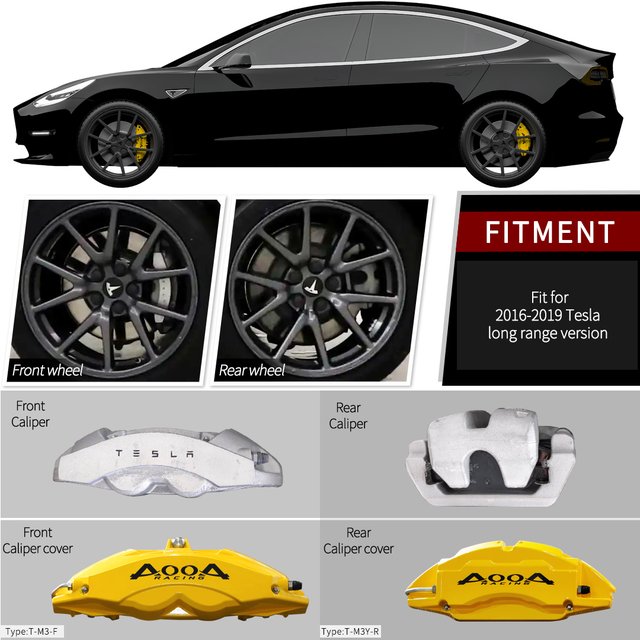 FITMENT
Fit for
2016-2019 Tesla
long range version
Front wheel
Rear wheel
Front
Caliper
TESLA
Rear
Caliper
Front
Caliper cover
AOOA
RACING
Type:T-M3-F
Rear
Caliper cover
AOOA
RACING
Type:T-M3Y-R